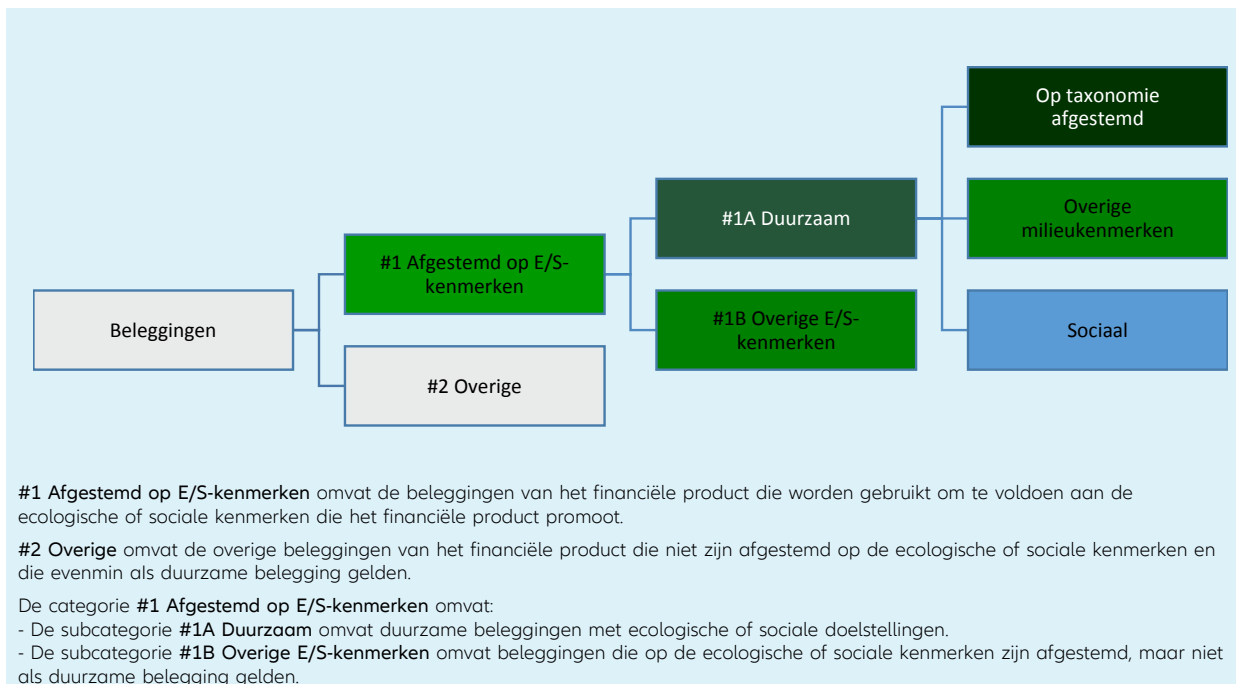 Op taxonomie
afgestemd
#1A Duurzaam
Overige
milieukenmerken
#1 Afgestemd op E/S-
kenmerken
Beleggingen
#1B Overige E/S-
kenmerken
Sociaal
#2 Overige
#1 Afgestemd op E/S-kenmerken omvat de beleggingen van het financiële product die worden gebruikt om te voldoen aan de
ecologische of sociale kenmerken die het financiële product promoot.
#2 Overige omvat de overige beleggingen van het financiële product die niet zijn afgestemd op de ecologische of sociale kenmerken en
die evenmin als duurzame belegging gelden.
De categorie #1 Afgestemd op E/S-kenmerken omvat:
- De subcategorie #1A Duurzaam omvat duurzame beleggingen met ecologische of sociale doelstellingen.
- De subcategorie #1B Overige E/S-kenmerken omvat beleggingen die op de ecologische of sociale kenmerken zijn afgestemd, maar niet
als duurzame belegging gelden.